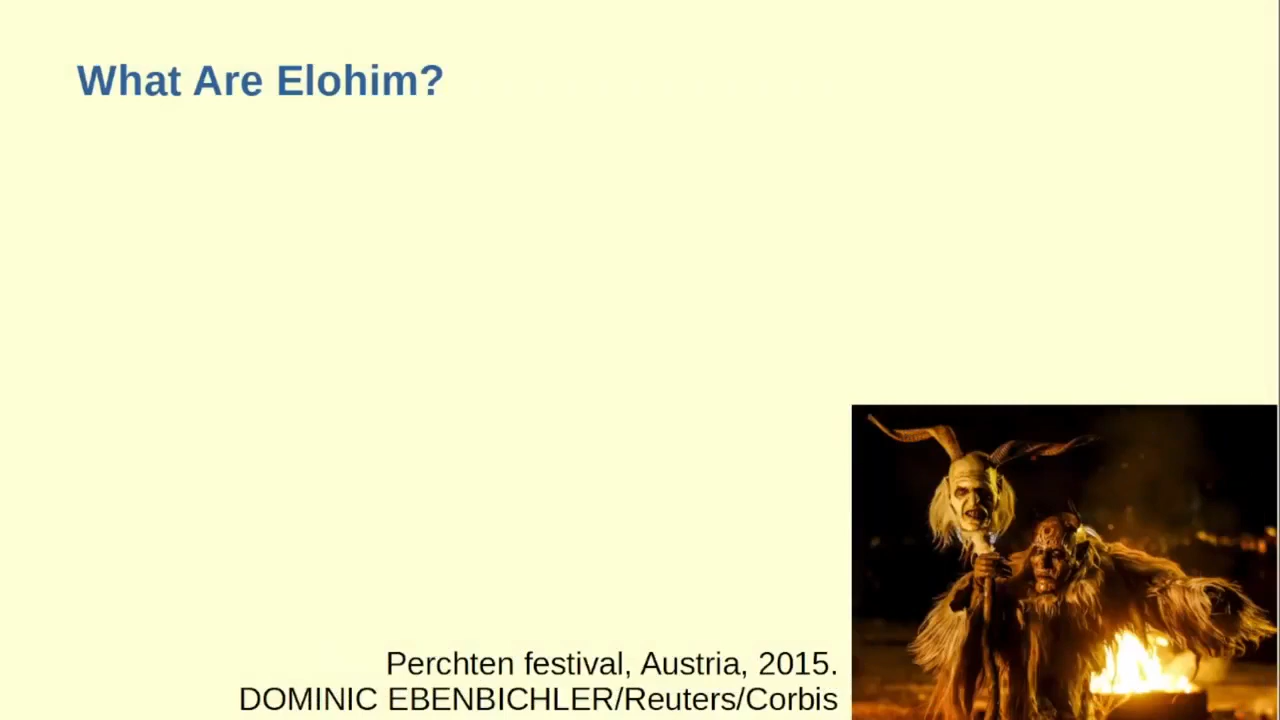 What Are Elohim?
Perchten festival, Austria, 2015.
DOMINIC EBENBICHLER/Reuters/Corbis